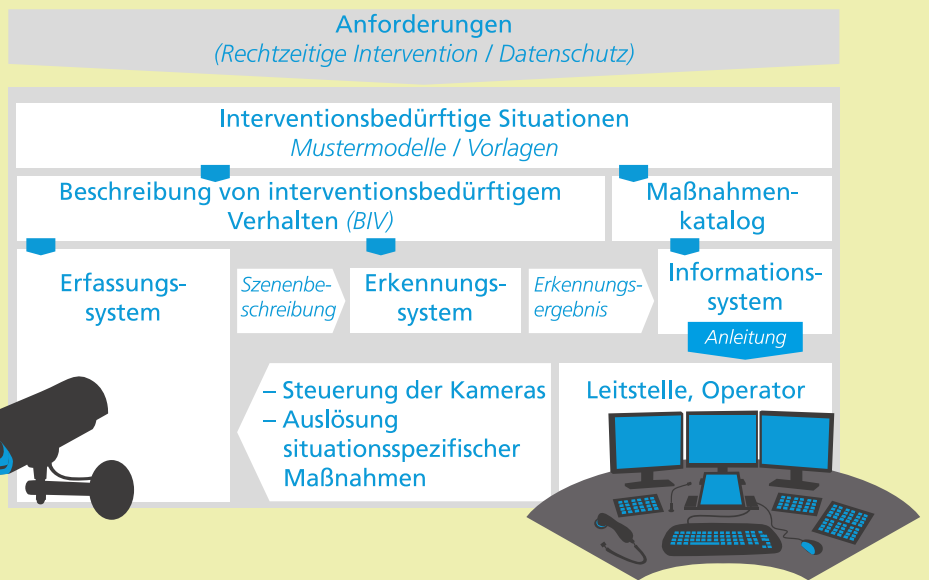 Anforderungen
(Rechtzeitige Intervention / Datenschutz)
Interventionsbedürftige Situationen
Mustermodelle / Vorlagen
Beschreibung von interventionsbedürftigem
Verhalten (BIV)
Maßnahmen-
katalog
Erfassungs-
system
Szenenbe-
schreibung
Erkennungs-
system
Erkennungs-
ergebnis
Informations-
system
Anleitung
– Steuerung der Kameras
– Auslösung
situationsspezifischer
Maßnahmen
Leitstelle, Operator